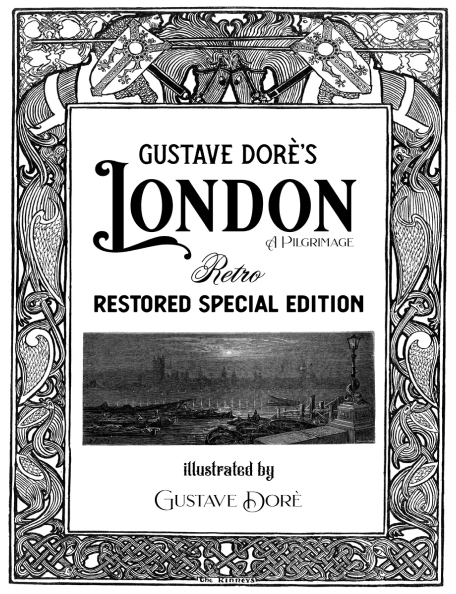 GUSTAVE DORÈ'S
LONDON
A PILGRIMAGE
Retro
RESTORED SPECIAL EDITION
illustrated by
GUSTAVE DORÈ
The Kinneys